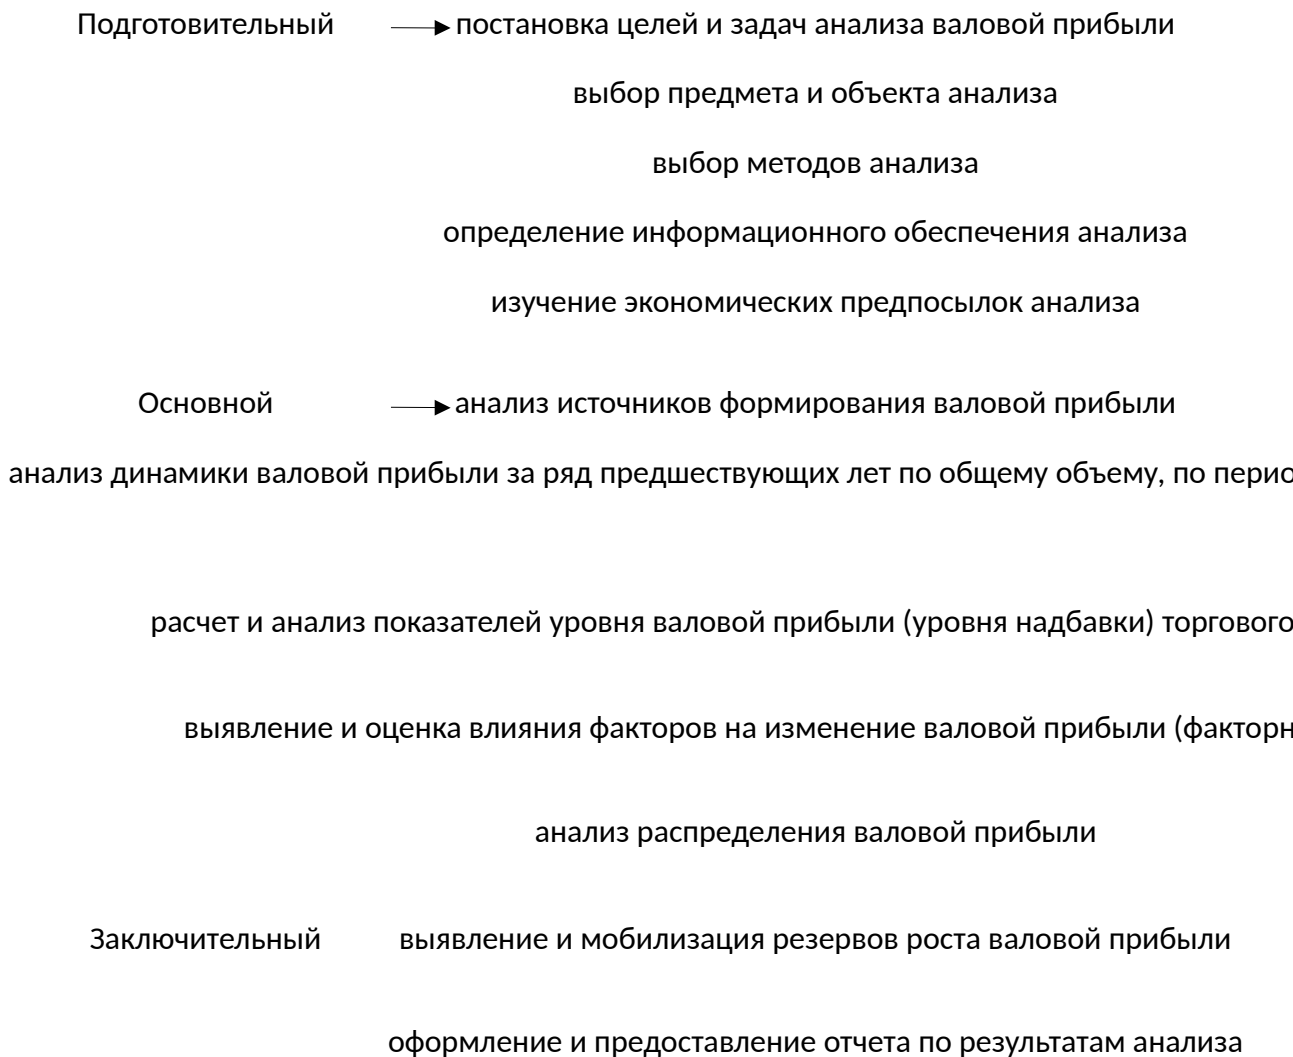 Подготовительный постановка целей и задач анализа валовой прибыли
выбор предмета и объекта анализа
выбор методов анализа
определение информационного обеспечения анализа
изучение экономических предпосылок анализа
Основной анализ источников формирования валовой прибыли
анализ динамики валовой прибыли за ряд предшествующих лет по общему объему, по
расчет и анализ показателей уровня валовой прибыли (уровня надбавки) торгового
выявление и оценка влияния факторов на изменение валовой прибыли
анализ распределения валовой прибыли
Заключительный выявление и мобилизация резервов роста валовой прибыли
оформление и предоставление отчета по результатам анализа